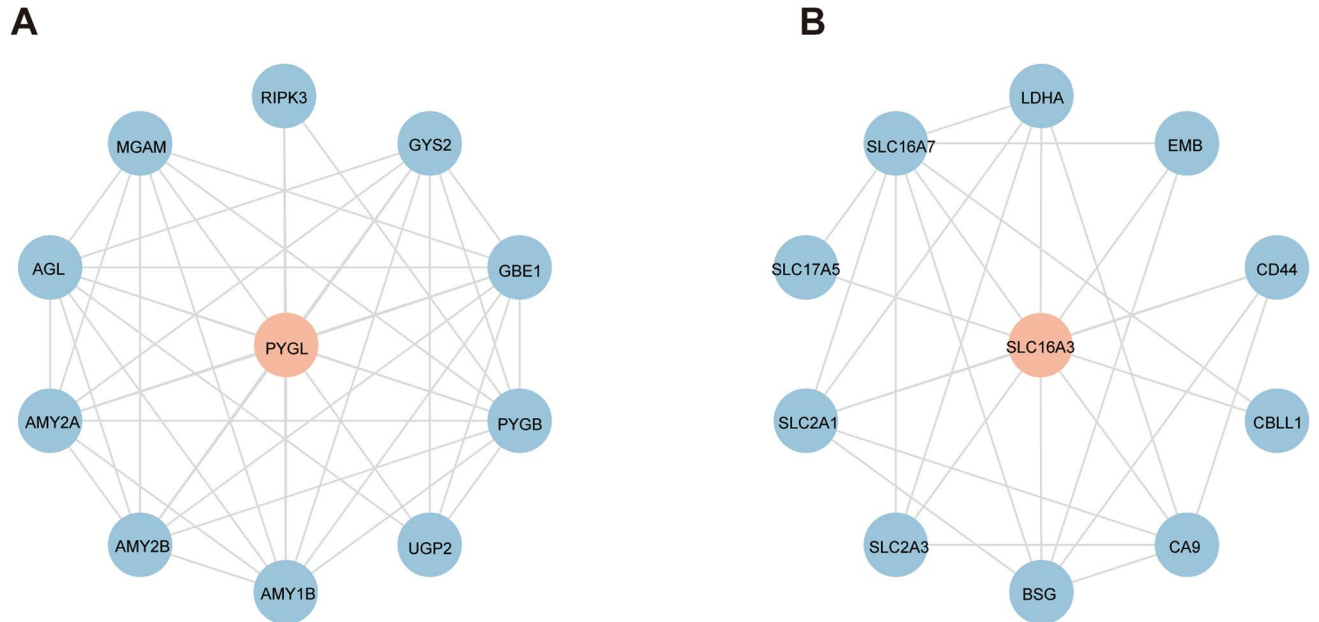 A
RIPK3
MGAM
GYS2
AGL
GBE1
PYGL
AMY2A
PYGB
AMY2B
UGP2
AMY1B
B
LDHA
SLC16A7
EMB
SLC17A5
CD44
SLC16A3
SLC2A1
CBLL1
SLC2A3
CA9
BSG